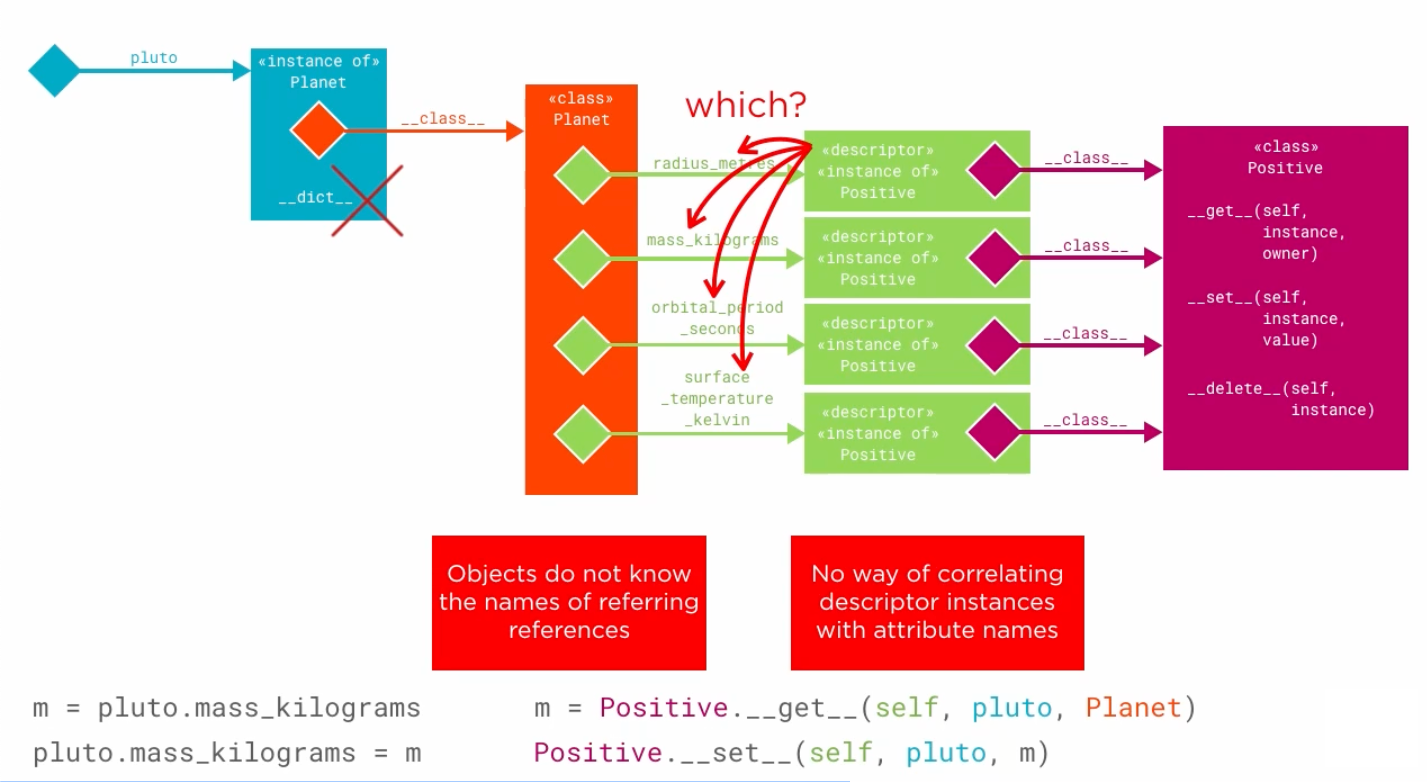 pluto
«instance of»
Planet
__class__
__dict__
«class»
Planet
which?
radius_metres
mass_kilograms
orbital_period
_seconds
surface
_temperature
_kelvin
«descriptor»
«instance of»
Positive
«descriptor»
«instance of»
Positive
«descriptor»
«instance of»
Positive
«descriptor»
«instance of»
Positive
__class__
__class__
__class__
__class__
«class»
Positive
__get__(self,
instance,
owner)
__set__(self,
instance,
value)
__delete__(self,
instance)
Objects do not know
the names of referring
references
No way of correlating
descriptor instances
with attribute names
m = pluto.mass_kilograms
m = Positive.__get__(self, pluto, Planet)
pluto.mass_kilograms = m
Positive.__set__(self, pluto, m)